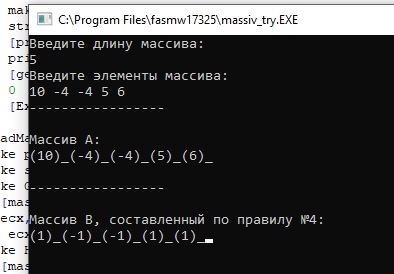 C:\Program Files\fasmw17325\massiv_try.EXE
mak
str
[pr
pri
[ge
0
[Ex
adMa
ke p
ke s
ke C
[mas
ecx,
ecx
ke H
[mas
Введите длину массива:
5
Введите элементы массива:
10 -4 -4 5 6
-----------------
Массив A:
(10)_(-4)_(-4)_(5)_(6)_
-----------------
Массив B, составленный по правилу №4:
(1)_(-1)_(-1)_(1)_(1)_